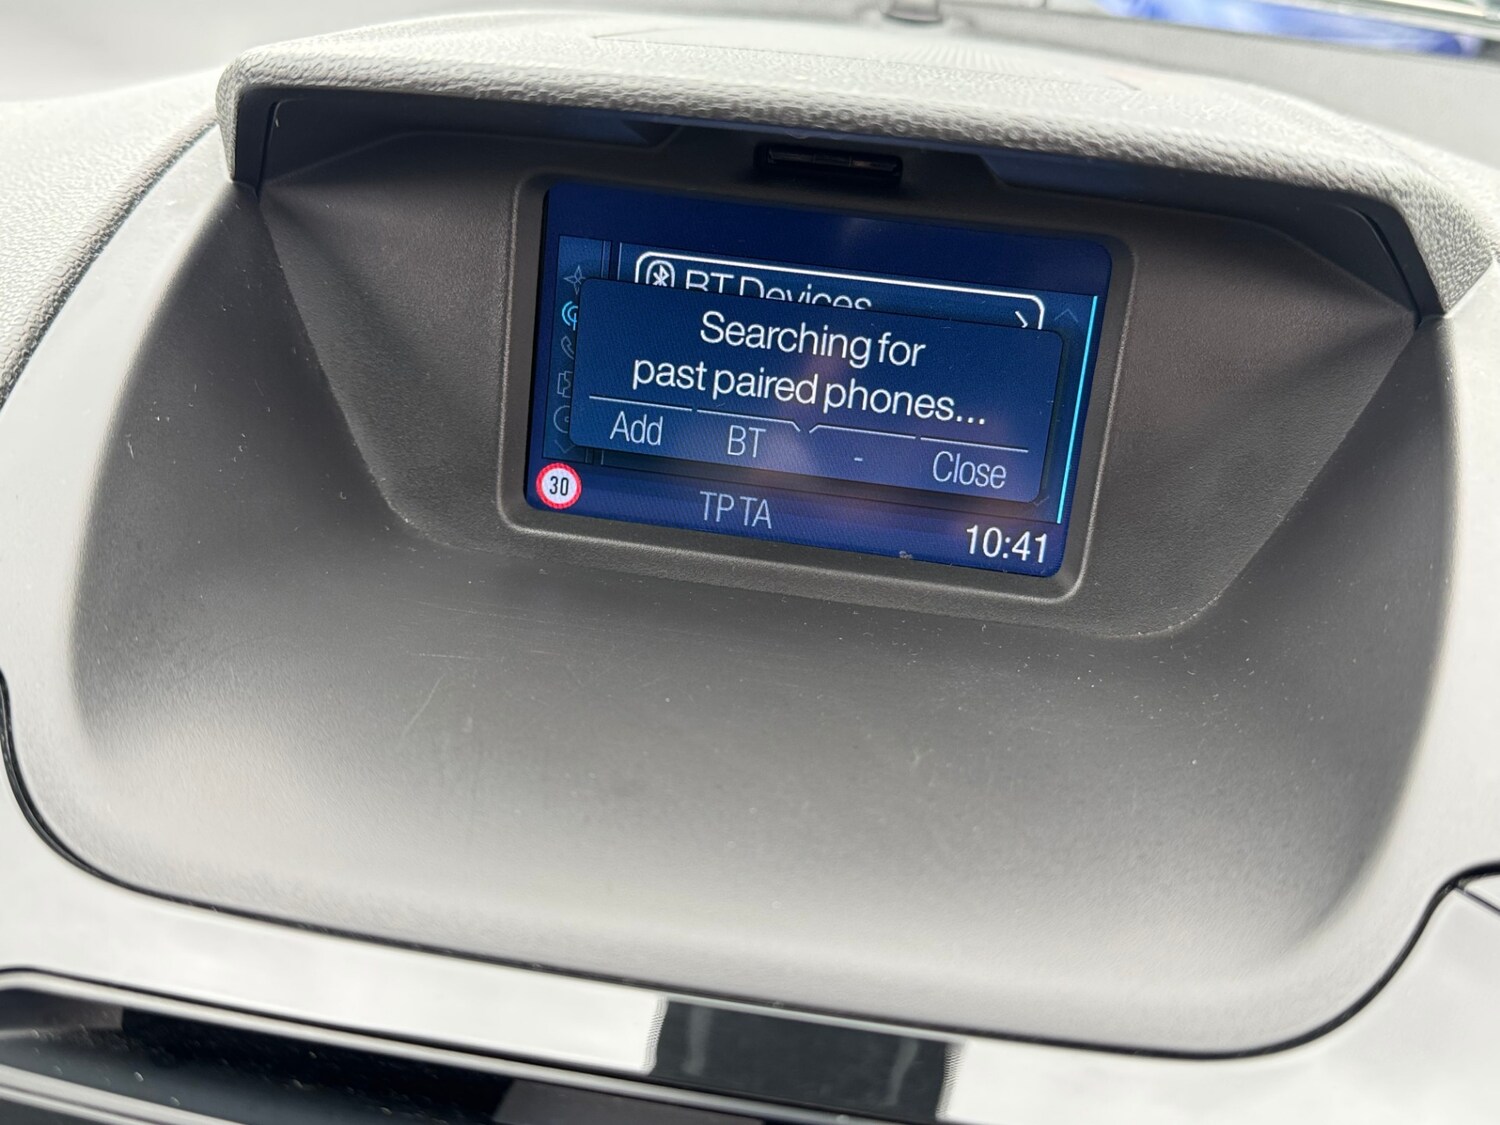 BT Devices
Searching for
past paired phones...
Add BT - Close
30
TP TA
10:41